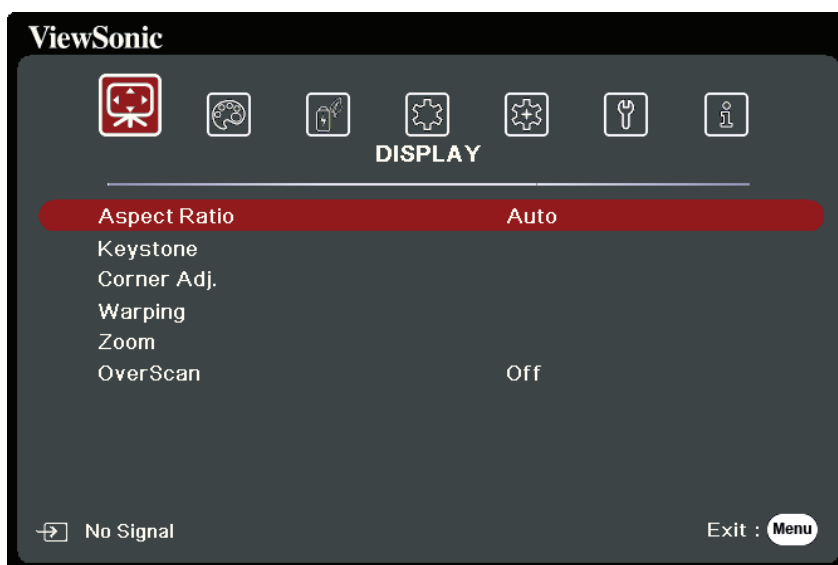 ViewSonic
DISPLAY
Aspect Ratio Auto
Keystone
Corner Adj.
Warping
Zoom
OverScan Off
No Signal Exit : Menu